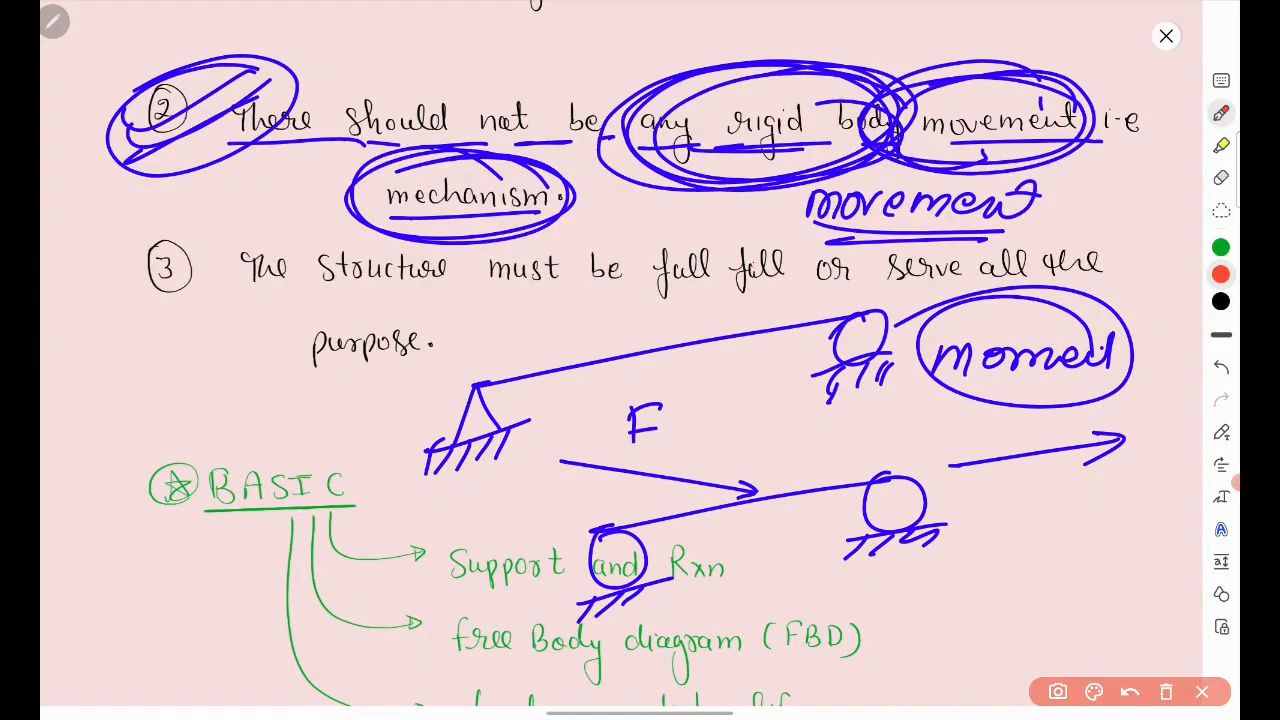 ② There should not be any rigid body movement i-e
mechanism.
movement
③ The structure must be full fall or serve all the
purpose.
moment
F
BASIC
Support and Rxn
free Body diagram (FBD)